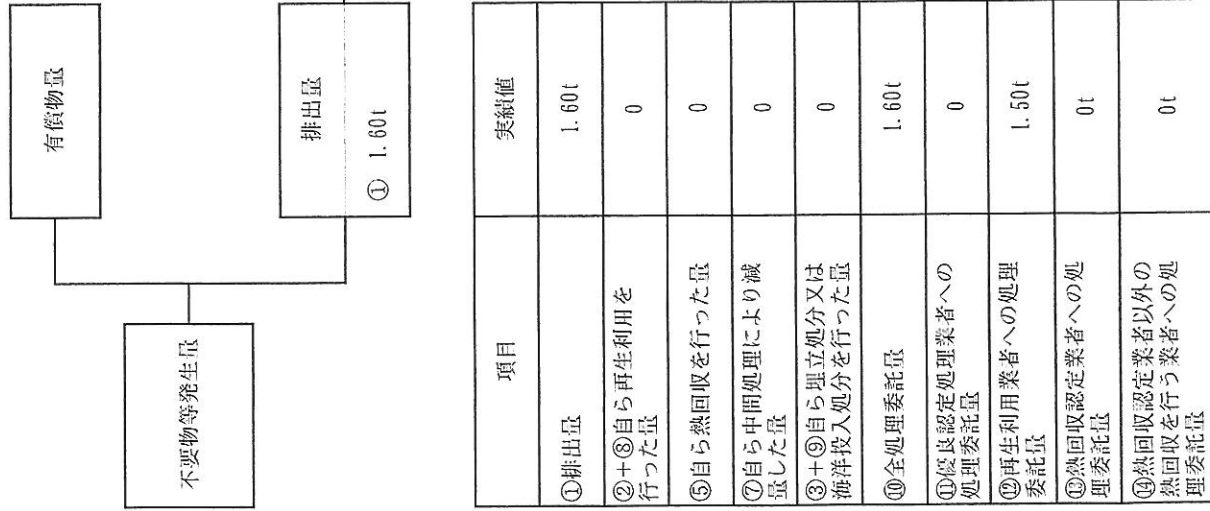 有償物量
不要物等発生量
排出量
① 1.60t
項目
実績値
①排出量
1.60t
②+⑧自ら再生利用を
行った量
0
⑤自ら熱回収を行った量
0
⑦自ら中間処理により減
量した量
0
③+⑨自ら埋立処分又は
海洋投入処分を行った量
0
⑩全処理委託量
1.60t
⑪優良認定処理業者への
処理委託量
0
⑫再生利用業者への処理
委託量
1.50t
⑬熱回収認定業者への処
理委託量
0t
⑭熱回収認定業者以外の
熱回収を行う業者への処
理委託量
0t